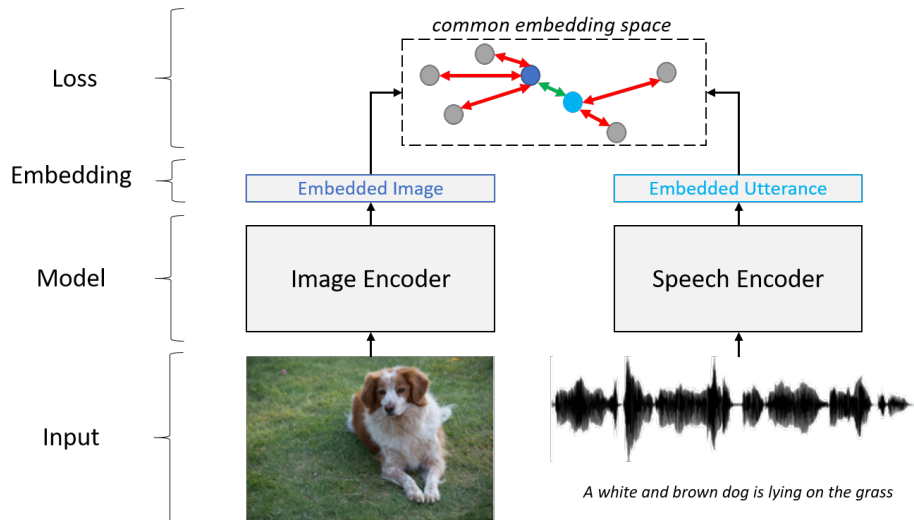 common embedding space
Loss
Embedding
Embedded Image
Embedded Utterance
Model
Image Encoder
Speech Encoder
Input
A white and brown dog is lying on the grass